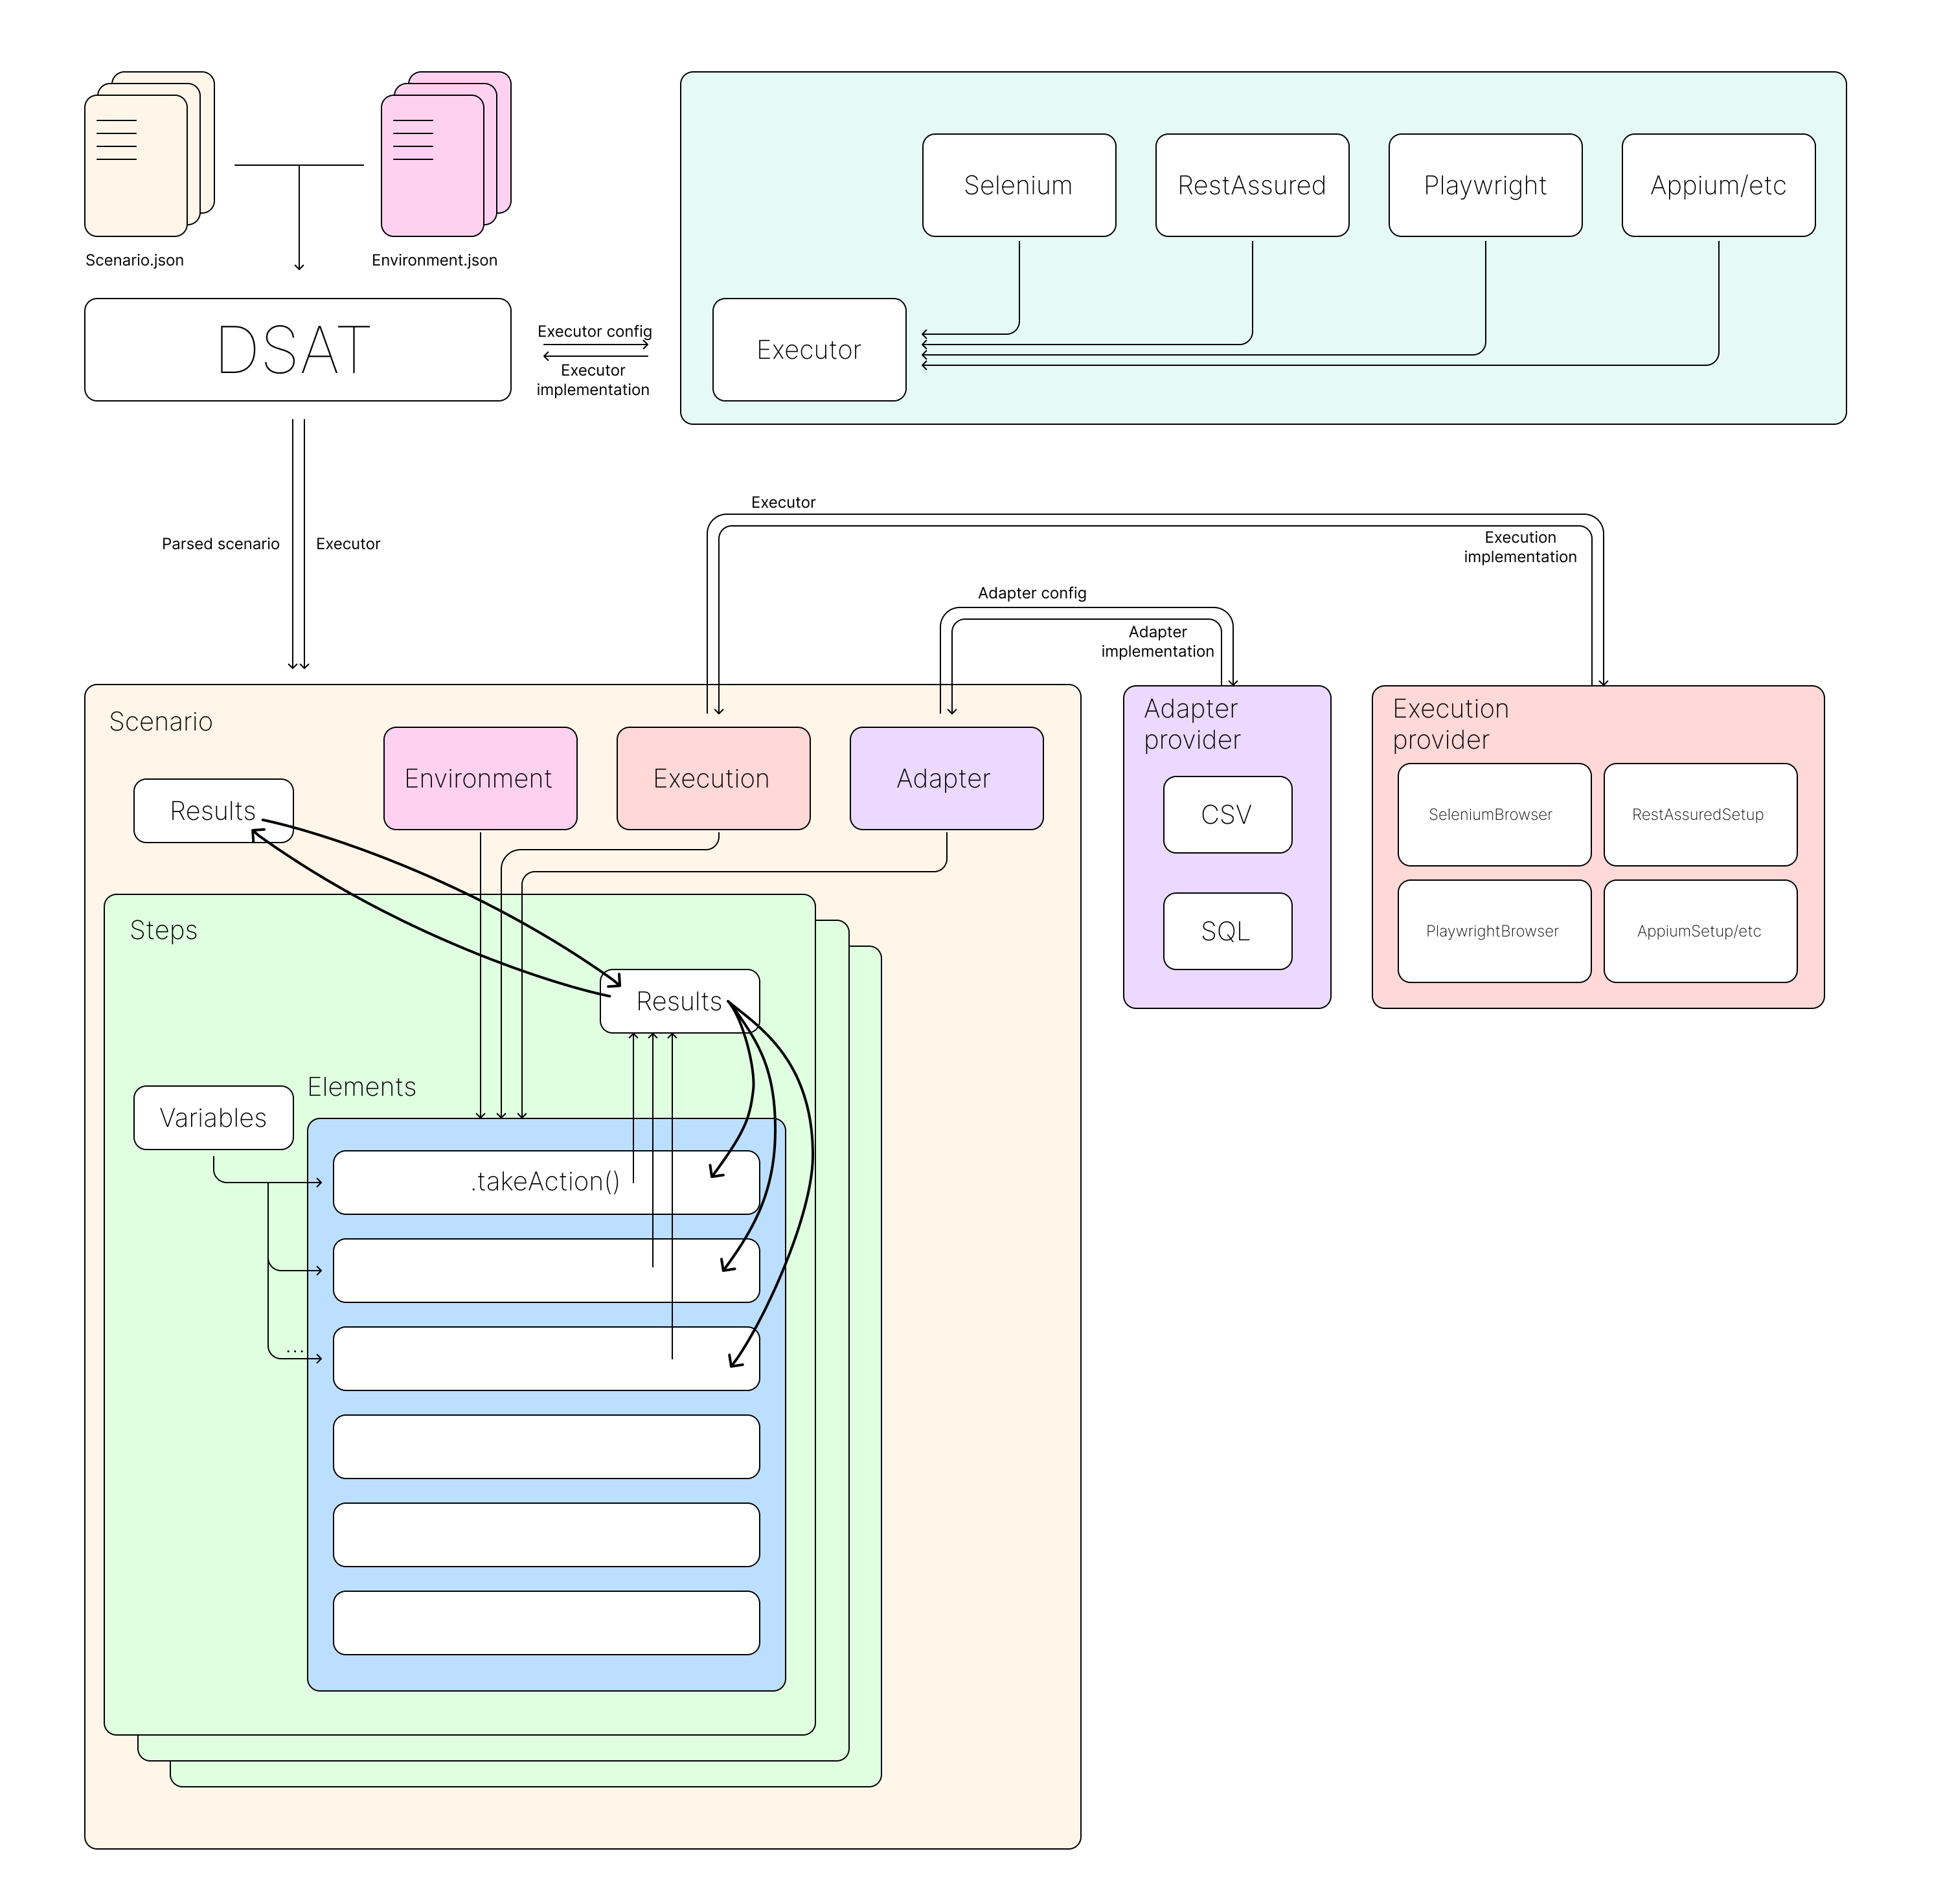 Scenario.json
Environment.json
Selenium
RestAssured
Playwright
Appium/etc
DSAT
Executor config
Executor
implementation
Executor
Parsed scenario
Executor
Executor
Execution
implementation
Adapter config
Adapter
implementation
Scenario
Environment
Execution
Adapter
Results
Adapter
provider
CSV
SQL
Execution
provider
SeleniumBrowser
RestAssuredSetup
PlaywrightBrowser
AppiumSetup/etc
Steps
Results
Variables
Elements
.takeAction()
...